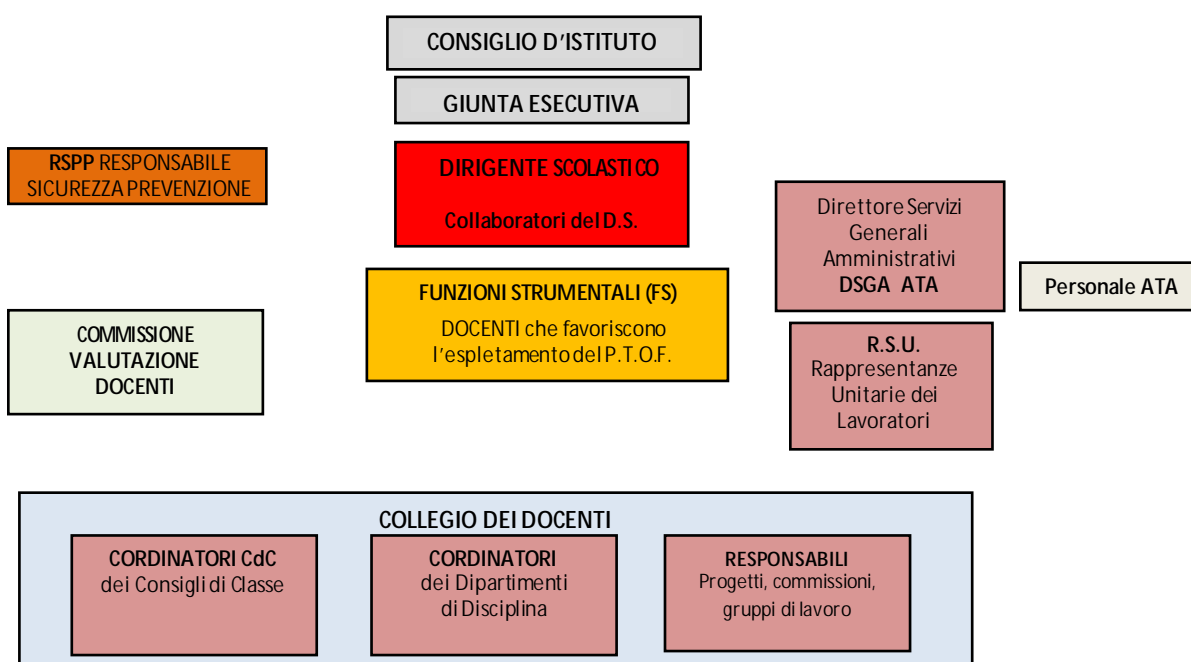 CONSIGLIO D'ISTITUTO
GIUNTA ESECUTIVA
RSPP RESPONSABILE
SICUREZZA PREVENZIONE
DIRIGENTE SCOLASTICO
Collaboratori del D.S.
Direttore Servizi
Generali
Amministrativi
DSGA ATA
Personale ATA
FUNZIONI STRUMENTALI (FS)
DOCENTI che favoriscono
l'espletamento del P.T.O.F.
COMMISSIONE
VALUTAZIONE
DOCENTI
R.S.U.
Rappresentanze
Unitarie dei
Lavoratori
COLLEGIO DEI DOCENTI
CORDINATORI CdC
dei Consigli di Classe
CORDINATORI
dei Dipartimenti
di Disciplina
RESPONSABILI
Progetti, commissioni,
gruppi di lavoro